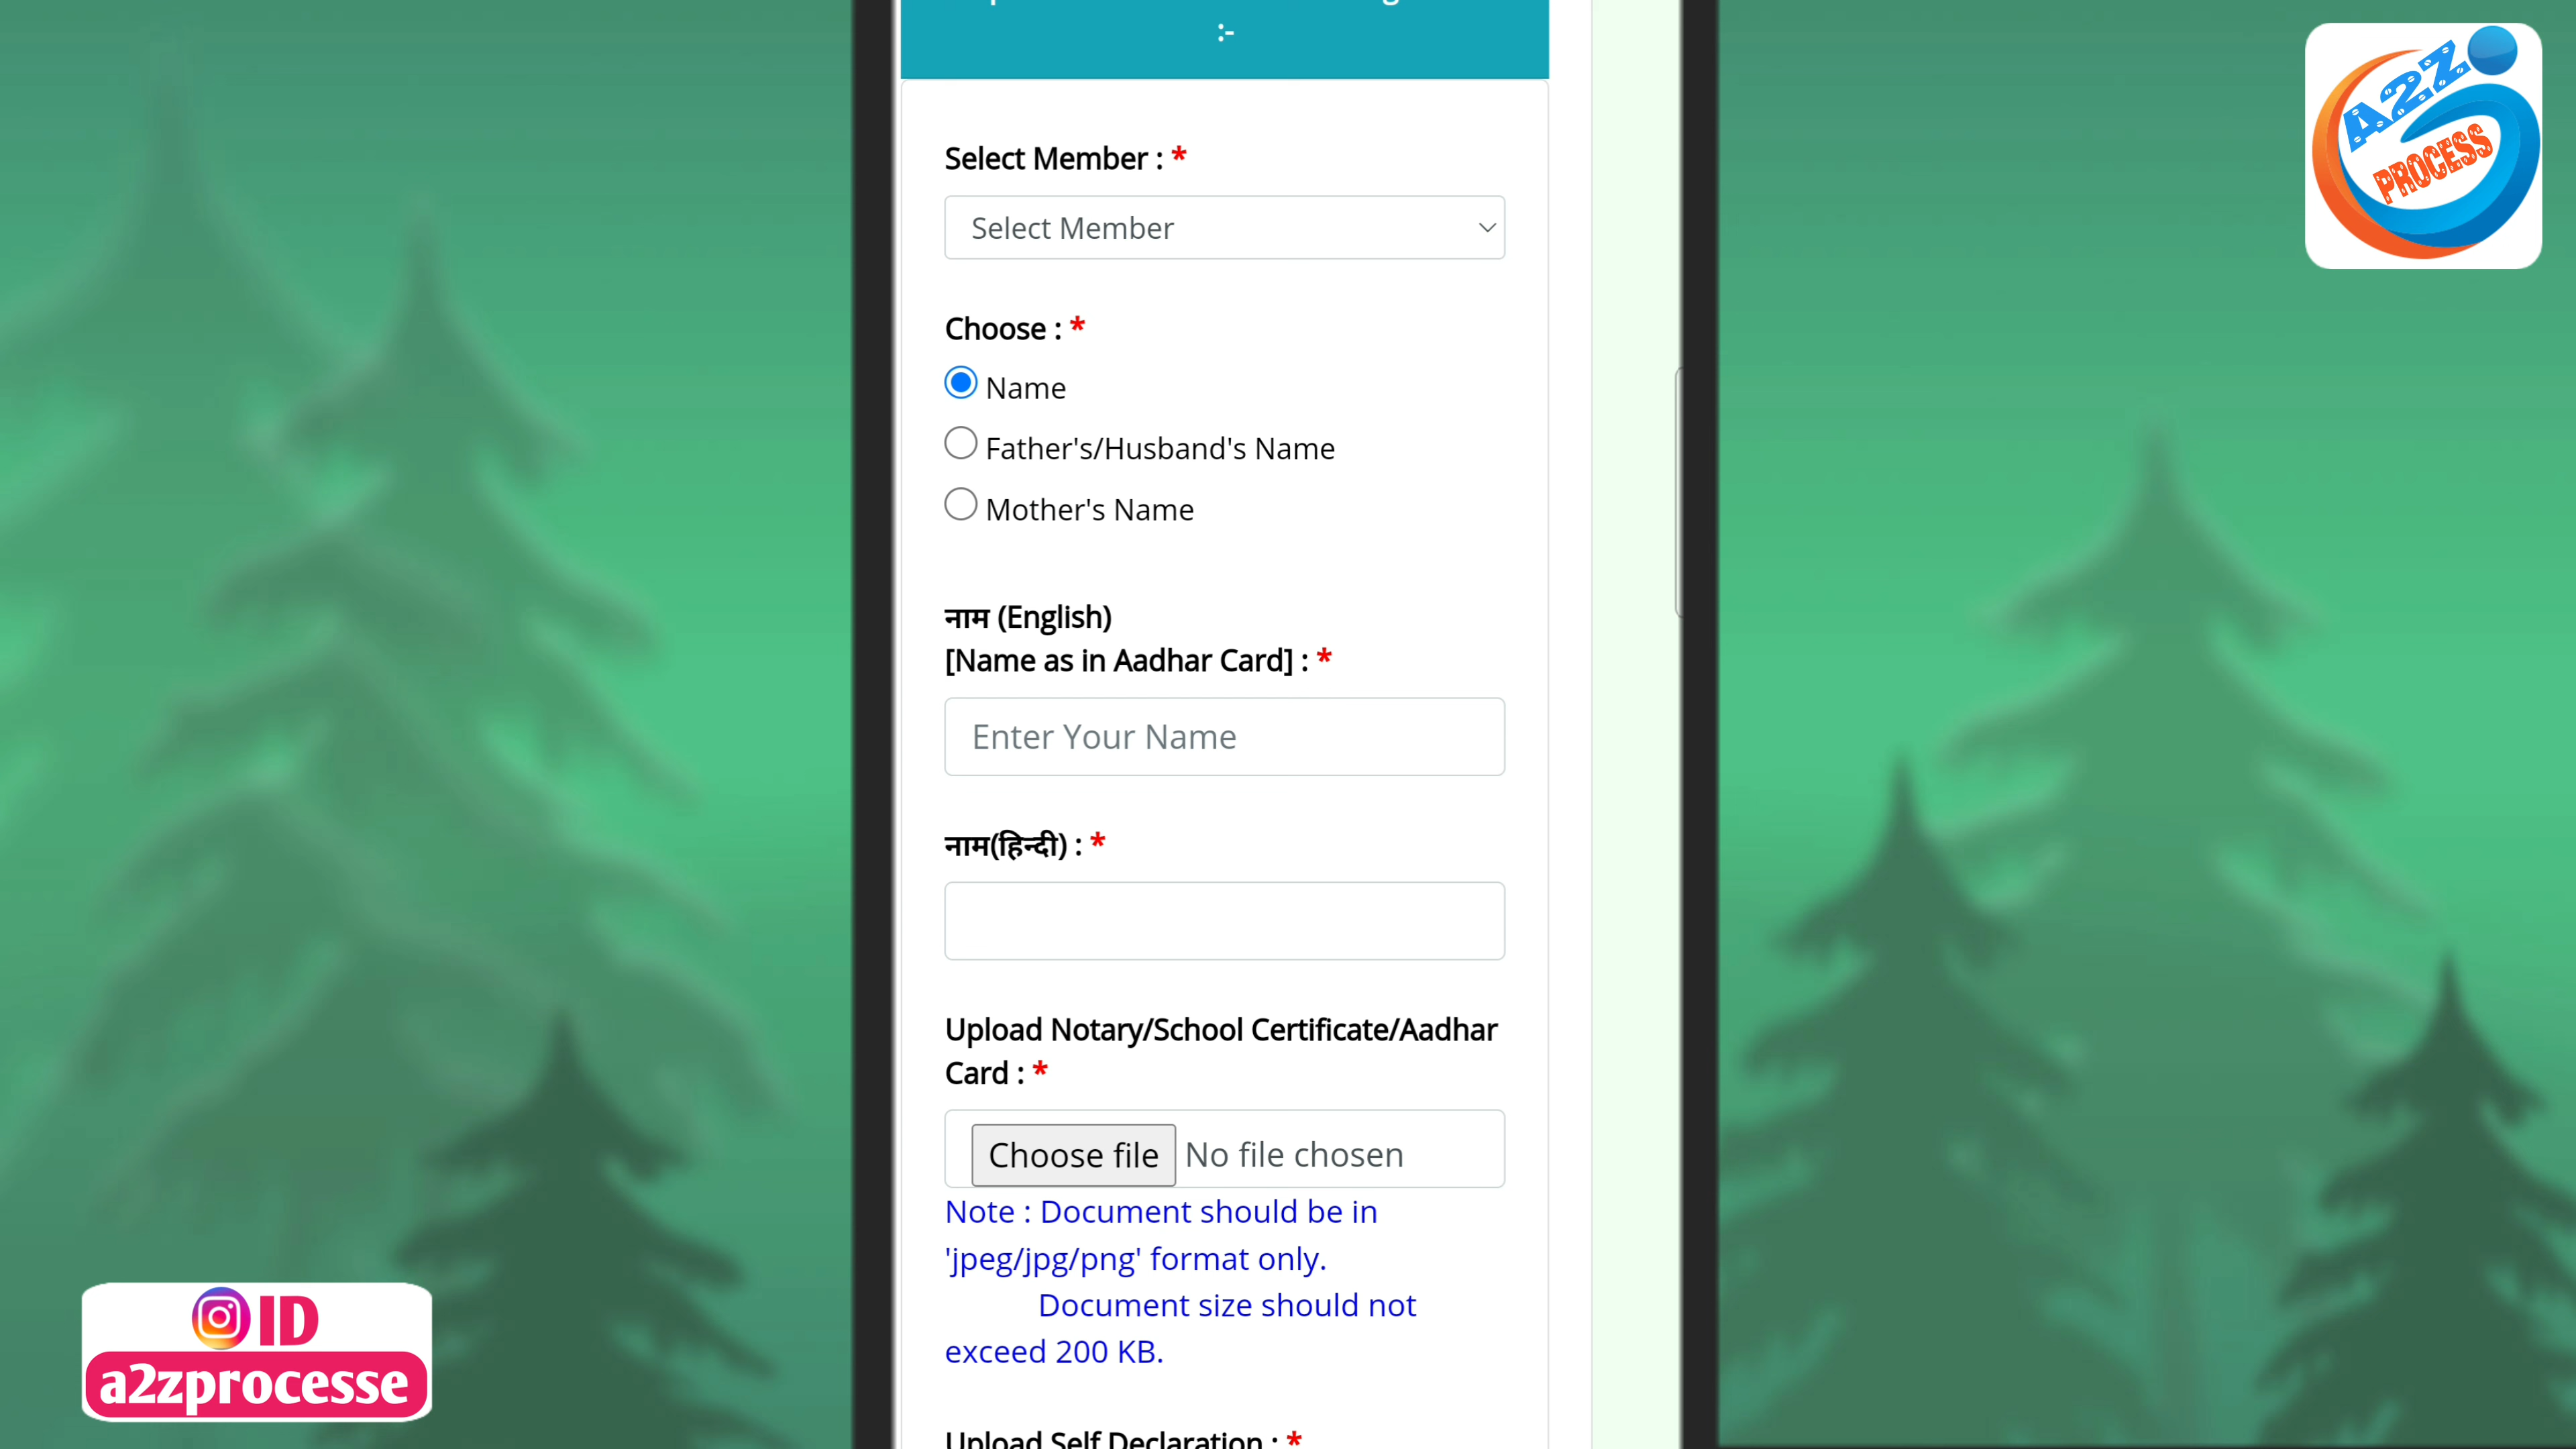 :-
Select Member : *
Select Member
Choose : *
Name
Father's/Husband's Name
Mother's Name
नाम (English)
[Name as in Aadhar Card] : *
Enter Your Name
नाम(हिन्दी) : *
Upload Notary/School Certificate/Aadhar
Card : *
Choose file No file chosen
Note : Document should be in
'jpeg/jpg/png' format only.
Document size should not
exceed 200 KB.
Upload Self Declaration : *
A2Z
PROCESS
ID
a2zprocesse